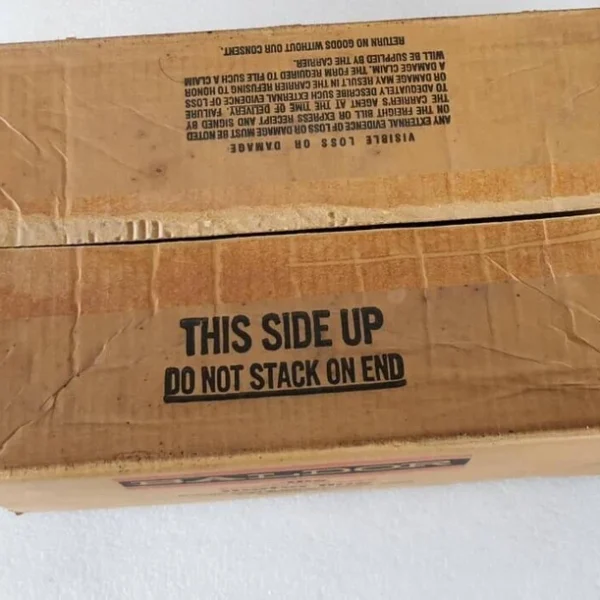 VISIBLE LOSS OR DAMAGE
ANY EXTERNAL EVIDENCE OF LOSS OR DAMAGE MUST BE NOTED
ON THE FREIGHT BILL OR EXPRESS RECEIPT AND SIGNED BY
THE CARRIER'S AGENT AT THE TIME OF DELIVERY. FAILURE
TO ADEQUATELY DESCRIBE SUCH EXTERNAL EVIDENCE OF LOSS
OR DAMAGE MAY RESULT IN THE CARRIER REFUSING TO HONOR
A DAMAGE CLAIM. THE FORM REQUIRED TO FILE SUCH A CLAIM
WILL BE SUPPLIED BY THE CARRIER.
RETURN NO GOODS WITHOUT OUR CONSENT.
THIS SIDE UP
DO NOT STACK ON END
BALDOR